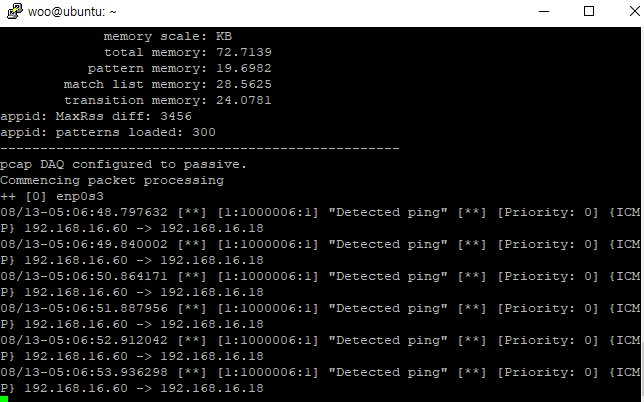 woo@ubuntu: ~
memory scale: KB
total memory: 72.7139
pattern memory: 19.6982
match list memory: 28.5625
transition memory: 24.0781
appid: MaxRss diff: 3456
appid: patterns loaded: 300
--------------------------------------------------
pcap DAQ configured to passive.
Commencing packet processing
++ [0] enp0s3
08/13-05:06:48.797632 [**] [1:1000006:1] "Detected ping" [**] [Priority: 0] {ICM
P} 192.168.16.60 -> 192.168.16.18
08/13-05:06:49.840002 [**] [1:1000006:1] "Detected ping" [**] [Priority: 0] {ICM
P} 192.168.16.60 -> 192.168.16.18
08/13-05:06:50.864171 [**] [1:1000006:1] "Detected ping" [**] [Priority: 0] {ICM
P} 192.168.16.60 -> 192.168.16.18
08/13-05:06:51.887956 [**] [1:1000006:1] "Detected ping" [**] [Priority: 0] {ICM
P} 192.168.16.60 -> 192.168.16.18
08/13-05:06:52.912042 [**] [1:1000006:1] "Detected ping" [**] [Priority: 0] {ICM
P} 192.168.16.60 -> 192.168.16.18
08/13-05:06:53.936298 [**] [1:1000006:1] "Detected ping" [**] [Priority: 0] {ICM
P} 192.168.16.60 -> 192.168.16.18